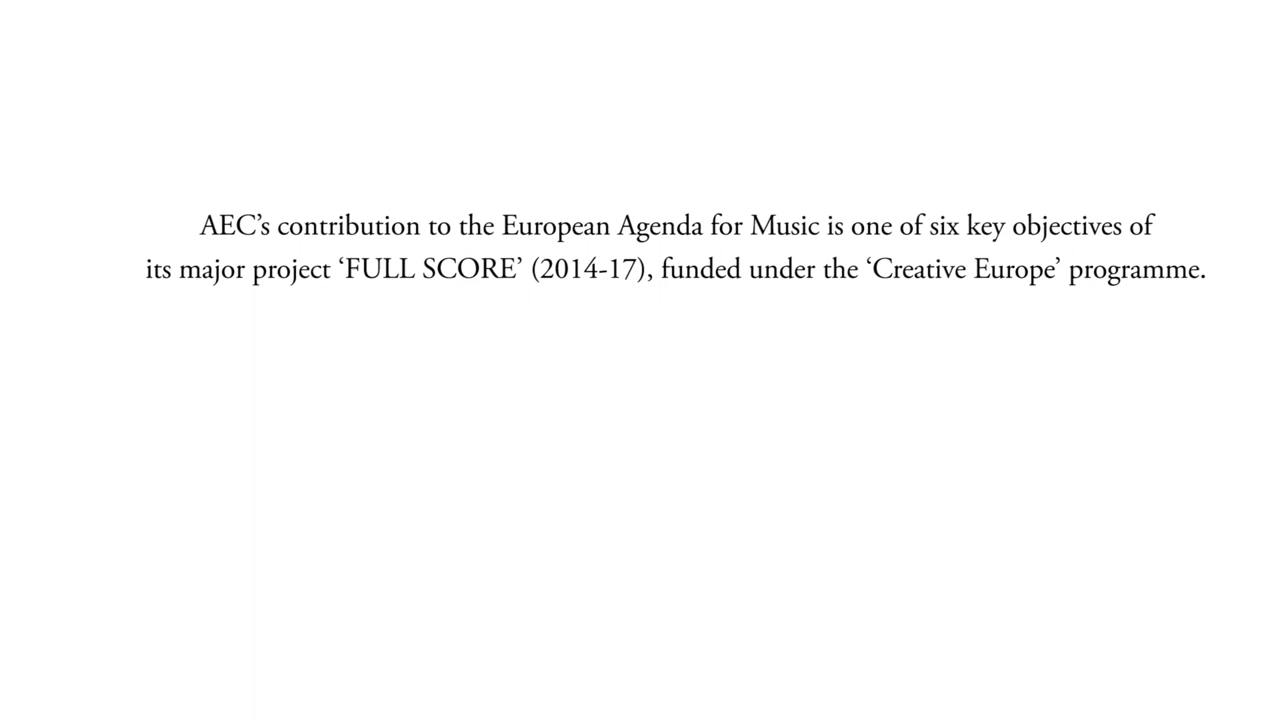 AEC’s contribution to the European Agenda for Music is one of six key objectives of
its major project ‘FULL SCORE’ (2014-17), funded under the ‘Creative Europe’ programme.